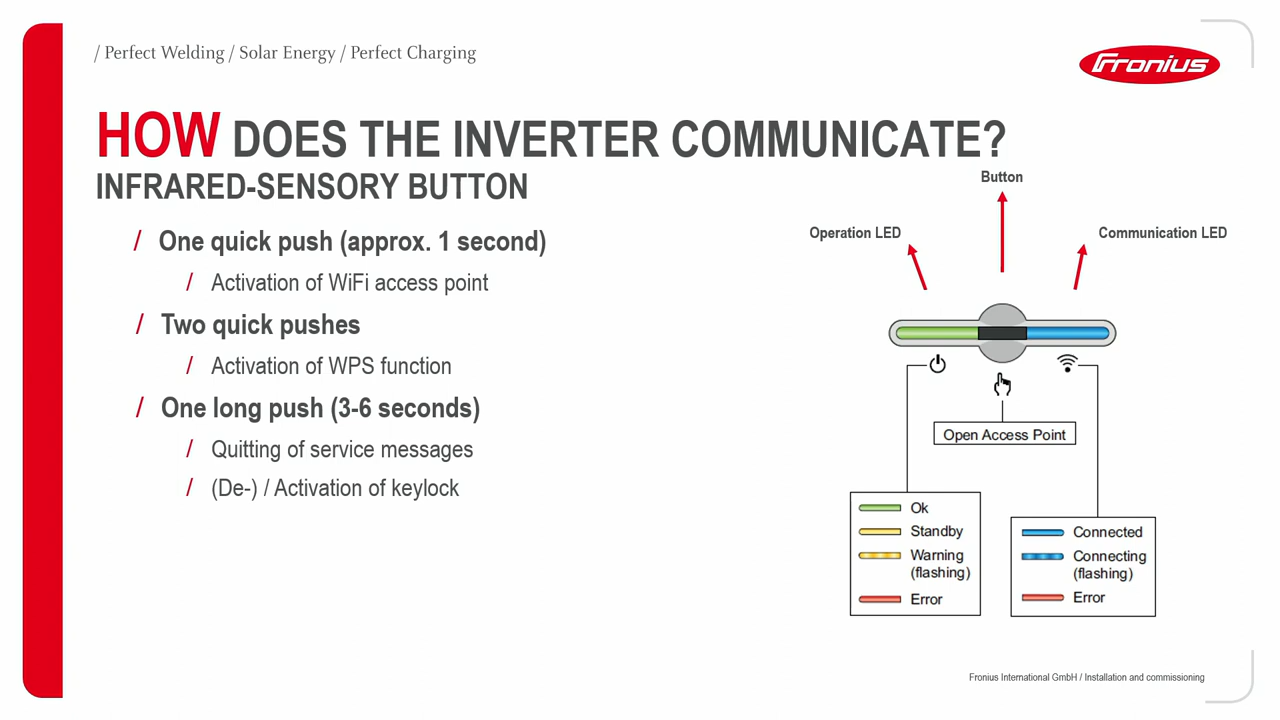 / Perfect Welding / Solar Energy / Perfect Charging
Fronius
HOW DOES THE INVERTER COMMUNICATE?
INFRARED-SENSORY BUTTON
/ One quick push (approx. 1 second)
/ Activation of WiFi access point
/ Two quick pushes
/ Activation of WPS function
/ One long push (3-6 seconds)
/ Quitting of service messages
/ (De-) / Activation of keylock
Button
Operation LED
Communication LED
Open Access Point
Ok
Standby
Warning
(flashing)
Error
Connected
Connecting
(flashing)
Error
Fronius International GmbH / Installation and commissioning